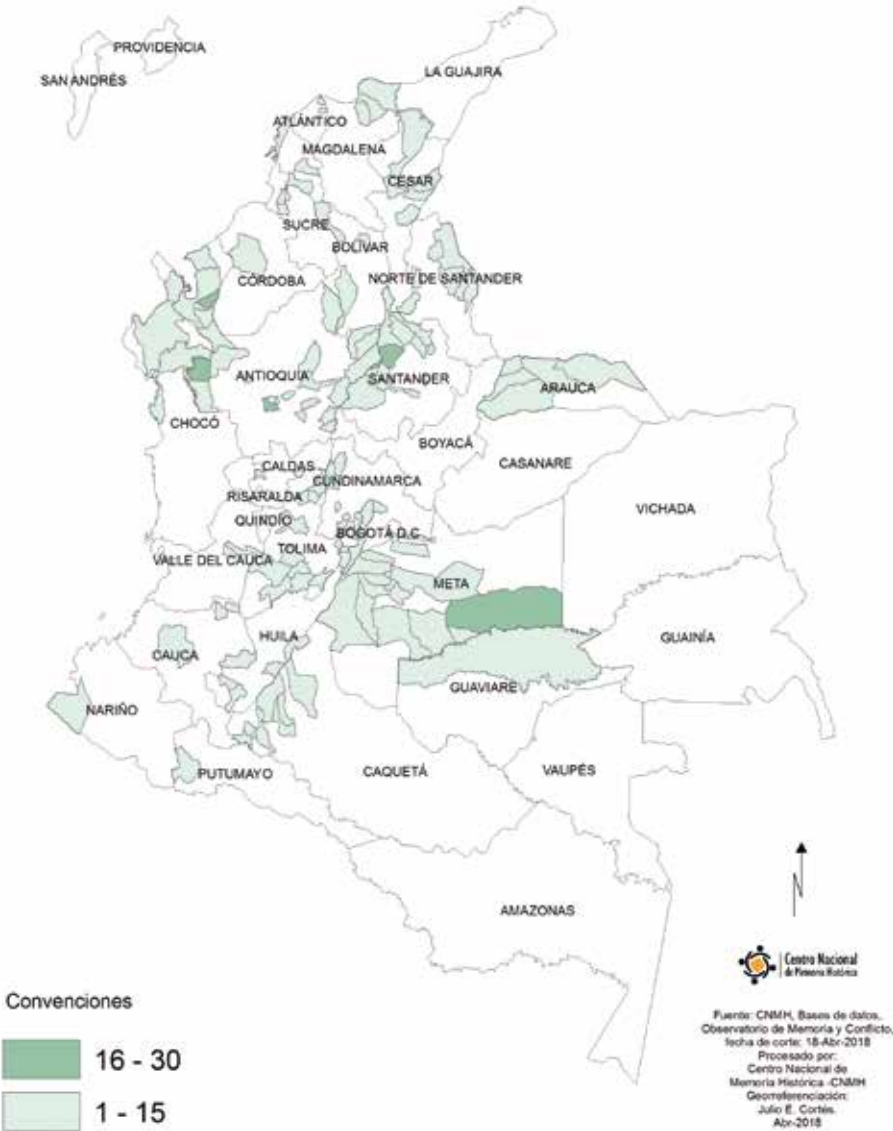 PROVIDENCIA
SAN ANDRÉS
LA GUAJIRA
ATLÁNTICO
MAGDALENA
CESAR
SUCRE
BOLÍVAR
CÓRDOBA
NORTE DE SANTANDER
ANTIOQUIA
SANTANDER
ARAUCA
CHOCÓ
BOYACÁ
CASANARE
CALDAS
CUNDINAMARCA
RISARALDA
VICHADA
QUINDÍO
BOGOTÁ D.C
TOLIMA
VALLE DEL CAUCA
META
HUILA
GUAINÍA
CAUCA
GUAVIARE
NARIÑO
PUTUMAYO
CAQUETÁ
VAUPÉS
AMAZONAS
Centro Nacional
de Memoria Histórica
Convenciones
16 - 30
1 - 15
Fuente: CNMH, Bases de datos,
Observatorio de Memoria y Conflicto,
fecha de corte: 18-Abr-2018
Procesado por:
Centro Nacional de
Memoria Histórica -CNMH
Georreferenciación:
Julio E. Cortés.
Abr-2018